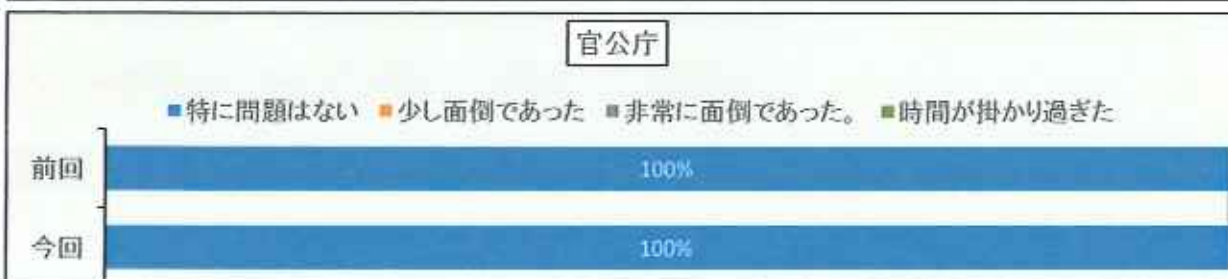 官公庁
■特に問題はない ■少し面倒であった ■非常に面倒であった。 ■時間が掛かり過ぎた
前回 100%
今回 100%